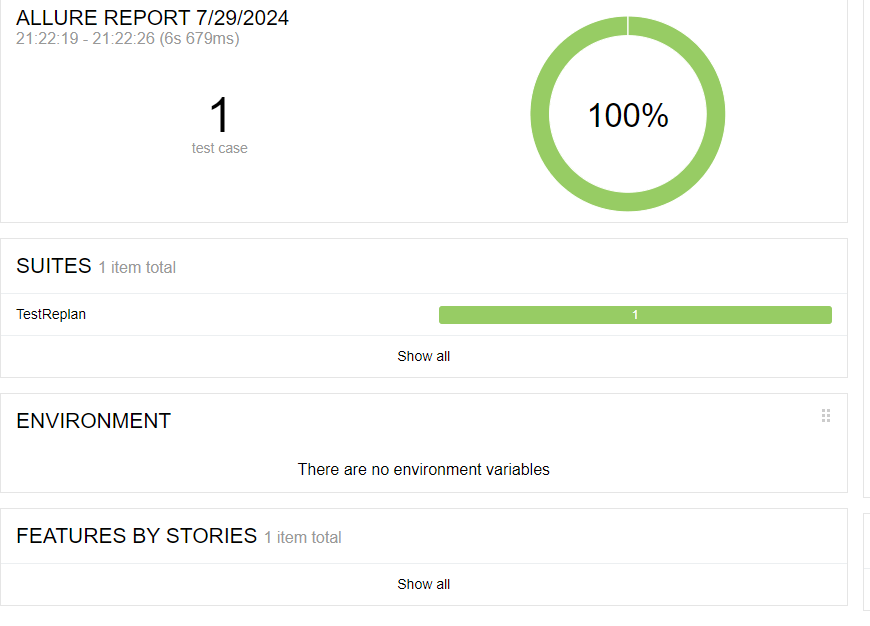 ALLURE REPORT 7/29/2024
21:22:19 - 21:22:26 (6s 679ms)
1
test case
100%
SUITES 1 item total
TestReplan 1
Show all
ENVIRONMENT
There are no environment variables
FEATURES BY STORIES 1 item total
Show all